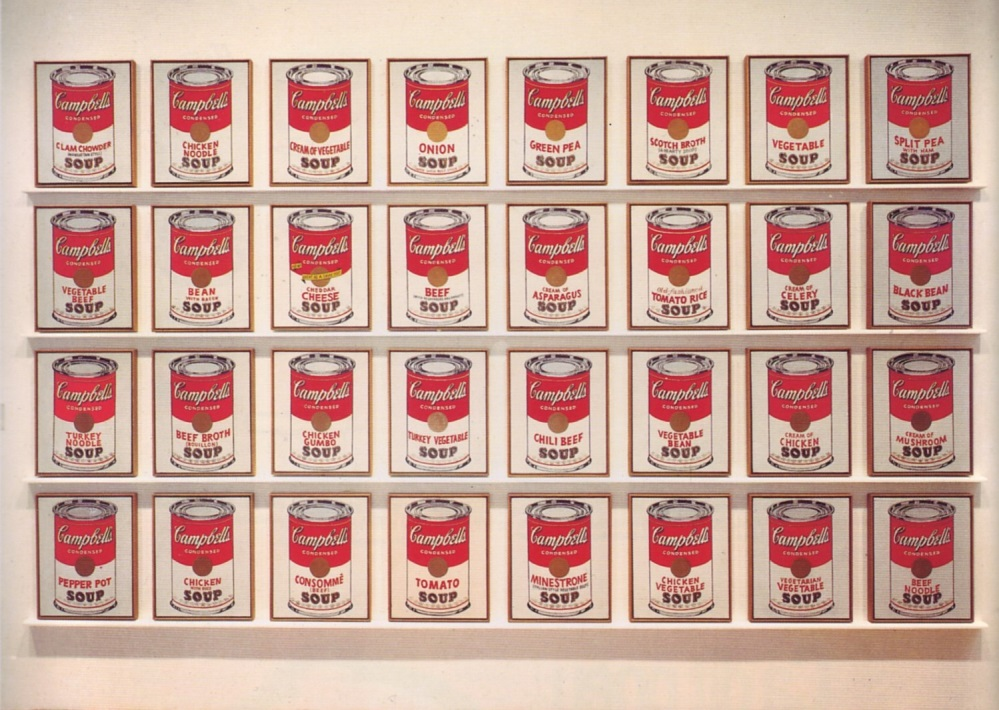 Campbell's
CONDENSED
CLAM CHOWDER
(MANHATTAN STYLE)
SOUP
Campbell's
CONDENSED
CHICKEN
NOODLE
SOUP
Campbell's
CONDENSED
CREAM OF VEGETABLE
SOUP
Campbell's
CONDENSED
ONION
SOUP
Campbell's
CONDENSED
GREEN PEA
SOUP
Campbell's
CONDENSED
SCOTCH BROTH
(A HEARTY SOUP)
SOUP
Campbell's
CONDENSED
VEGETABLE
SOUP
Campbell's
CONDENSED
SPLIT PEA
WITH HAM
SOUP
Campbell's
CONDENSED
VEGETABLE
BEEF
SOUP
Campbell's
CONDENSED
BEAN
WITH BACON
SOUP
Campbell's
CONDENSED
CHEDDAR
CHEESE
SOUP
Campbell's
CONDENSED
BEEF
SOUP
Campbell's
CONDENSED
CREAM OF
ASPARAGUS
SOUP
Campbell's
CONDENSED
Old Fashioned
TOMATO RICE
SOUP
Campbell's
CONDENSED
CREAM OF
CELERY
SOUP
Campbell's
CONDENSED
BLACK BEAN
SOUP
Campbell's
CONDENSED
TURKEY
NOODLE
SOUP
Campbell's
CONDENSED
BEEF BROTH
(BOUILLON)
SOUP
Campbell's
CONDENSED
CHICKEN
GUMBO
SOUP
Campbell's
CONDENSED
TURKEY VEGETABLE
SOUP
Campbell's
CONDENSED
CHILI BEEF
SOUP
Campbell's
CONDENSED
VEGETABLE
BEAN
SOUP
Campbell's
CONDENSED
CREAM OF
CHICKEN
SOUP
Campbell's
CONDENSED
CREAM OF
MUSHROOM
SOUP
Campbell's
CONDENSED
PEPPER POT
SOUP
Campbell's
CONDENSED
CHICKEN
WITH RICE
SOUP
Campbell's
CONDENSED
CONSOMMÉ
(BEEF)
SOUP
Campbell's
CONDENSED
TOMATO
SOUP
Campbell's
CONDENSED
MINESTRONE
SOUP
Campbell's
CONDENSED
CHICKEN
VEGETABLE
SOUP
Campbell's
CONDENSED
VEGETARIAN
VEGETABLE
SOUP
Campbell's
CONDENSED
BEEF
NOODLE
SOUP